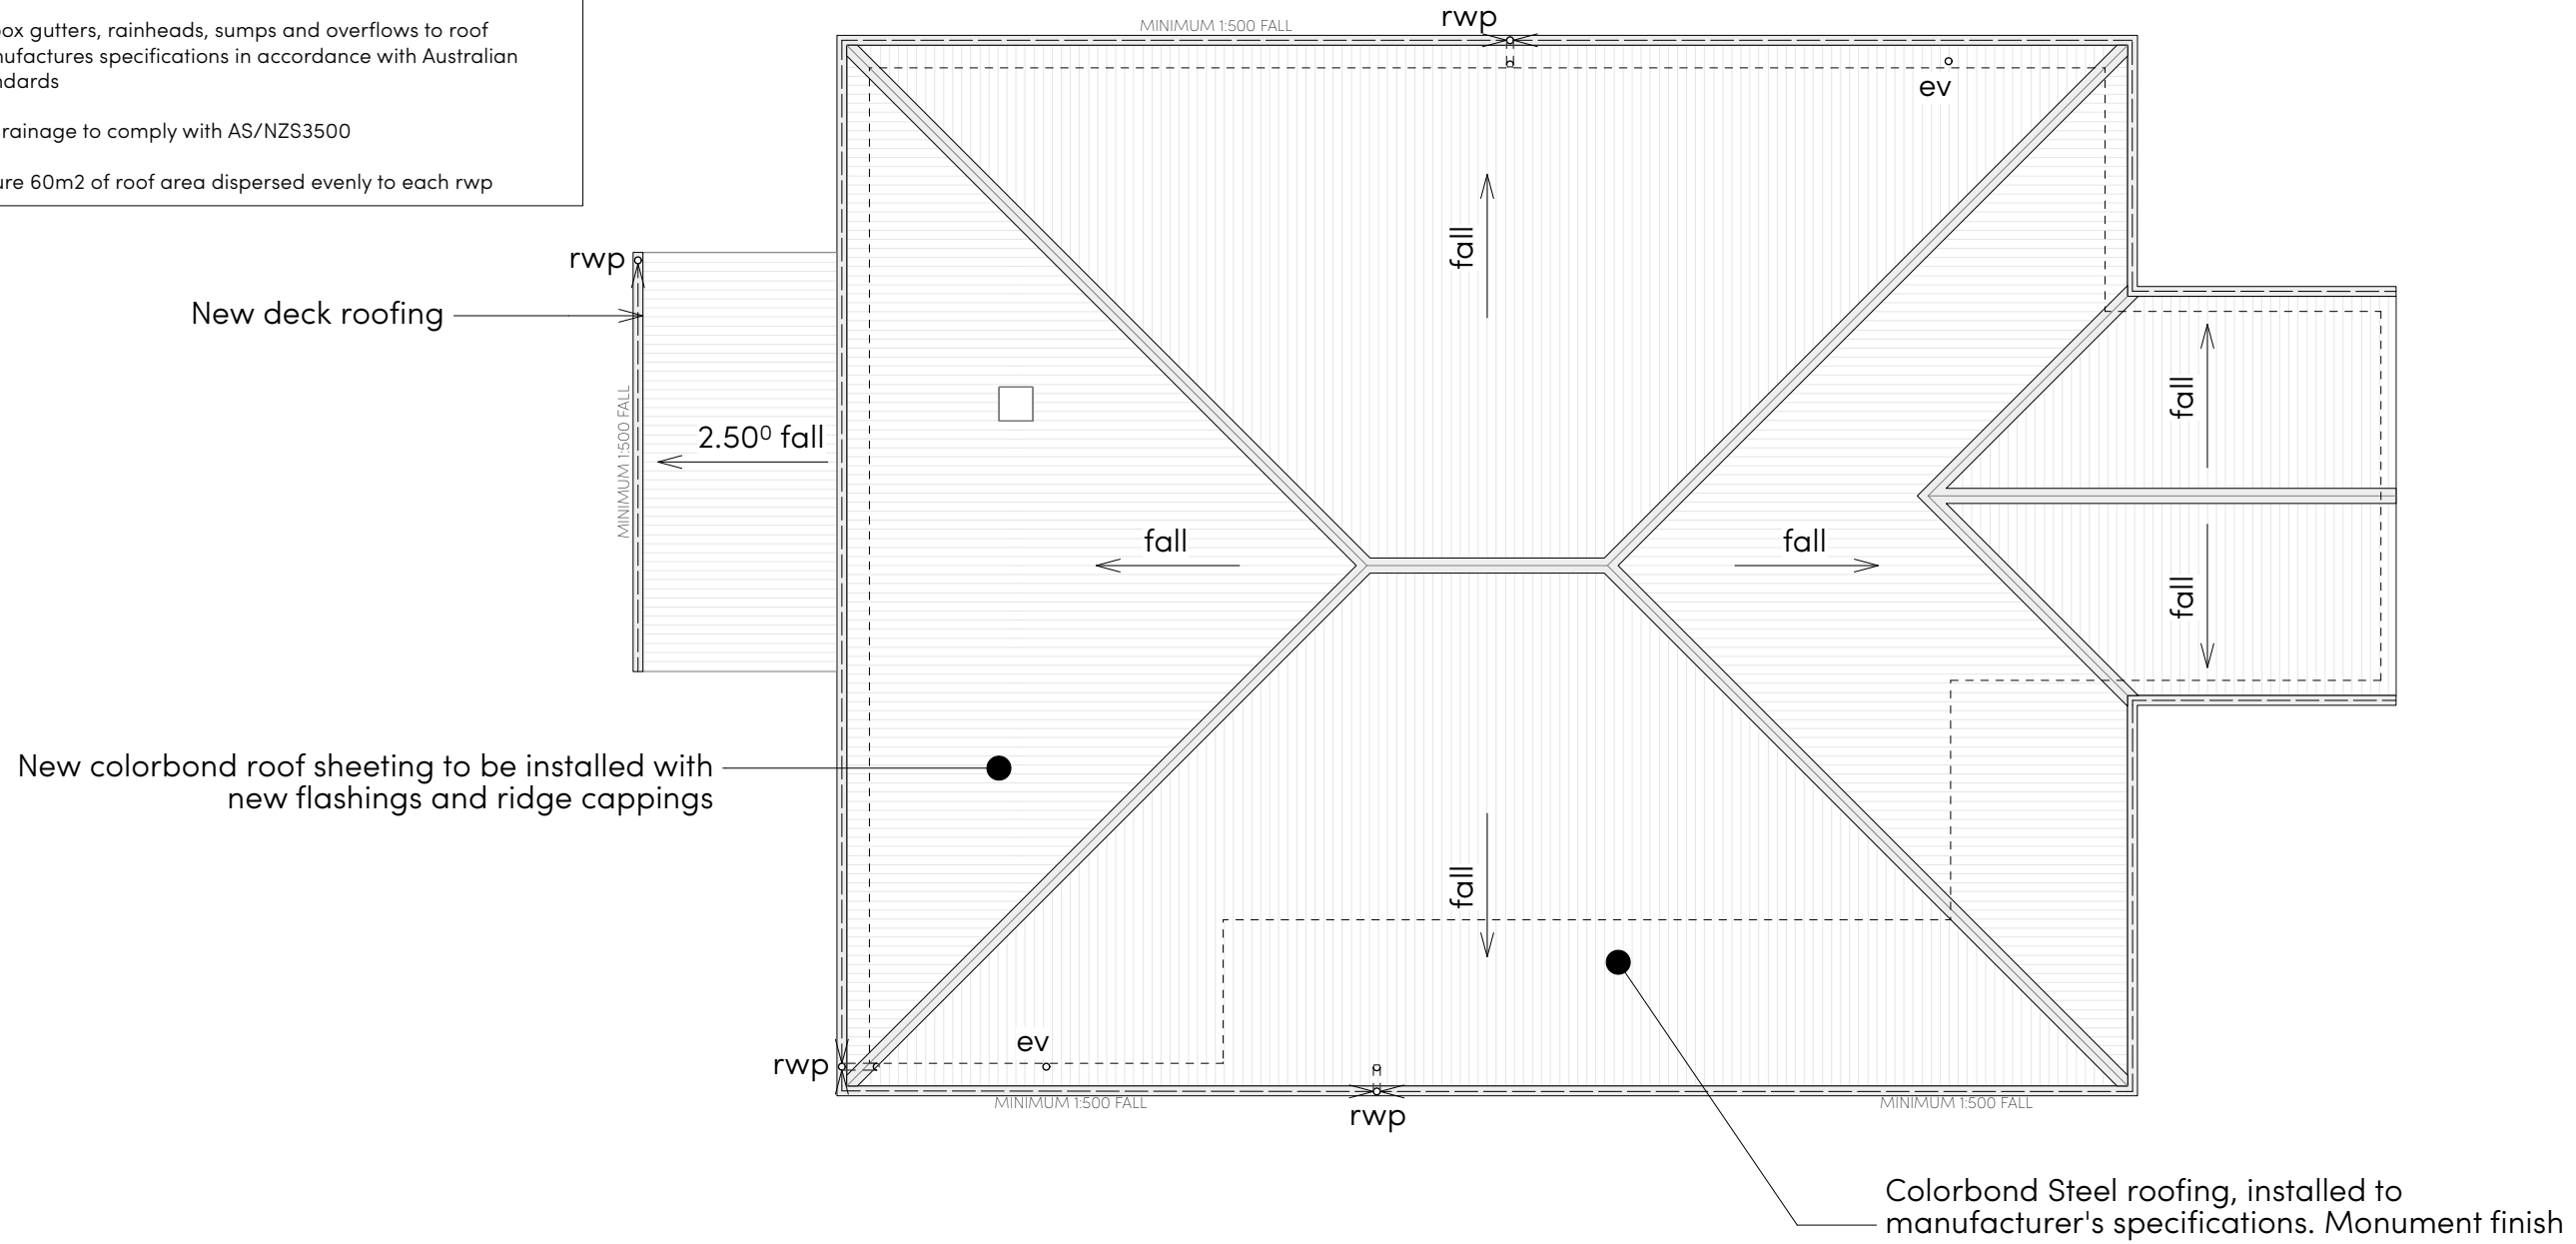 ox gutters, rainheads, sumps and overflows to roof
nufactures specifications in accordance with Australian
ndards
rainage to comply with AS/NZS3500
ure 60m2 of roof area dispersed evenly to each rwp
MINIMUM 1:500 FALL
rwp
ev
rwp
New deck roofing
fall
fall
MINIMUM 1:500 FALL
2.50⁰ fall
fall
fall
fall
New colorbond roof sheeting to be installed with
new flashings and ridge cappings
fall
ev
rwp
MINIMUM 1:500 FALL
rwp
MINIMUM 1:500 FALL
Colorbond Steel roofing, installed to
manufacturer's specifications. Monument finish